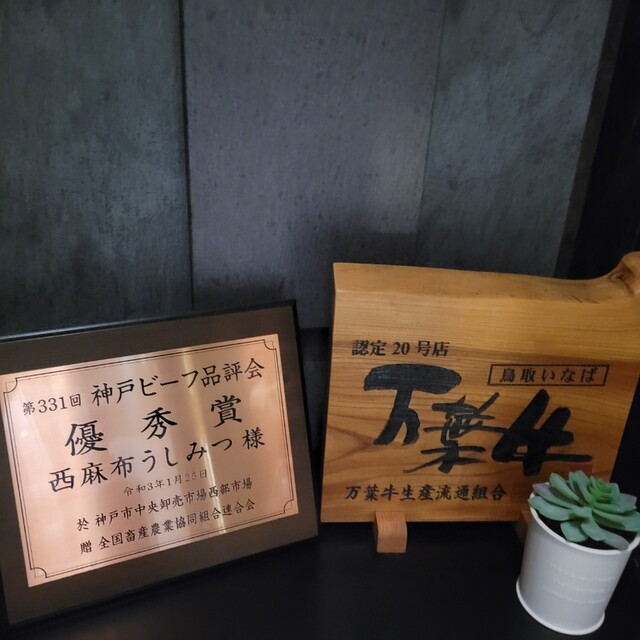 第331回 神戸ビーフ品評会
優秀賞
西麻布うしみつ様
令和3年1月25日
於 神戸市中央卸売市場西部市場
贈 全国畜産農業協同組合連合会
認定20号店
鳥取いなば
万葉牛
万葉牛生産流通組合